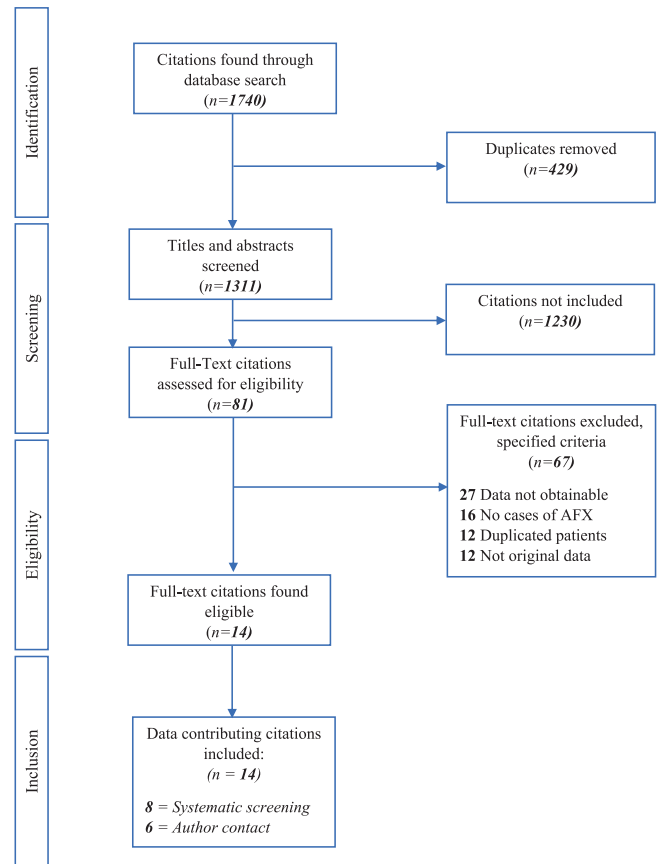 Identification
Citations found through
database search
(n=1740)
Duplicates removed
(n=429)
Screening
Titles and abstracts
screened
(n=1311)
Citations not included
(n=1230)
Full-Text citations
assessed for eligibility
(n=81)
Eligibility
Full-text citations excluded,
specified criteria
(n=67)
27 Data not obtainable
16 No cases of AFX
12 Duplicated patients
12 Not original data
Full-text citations found
eligible
(n=14)
Inclusion
Data contributing citations
included:
(n = 14)
8 = Systematic screening
6 = Author contact